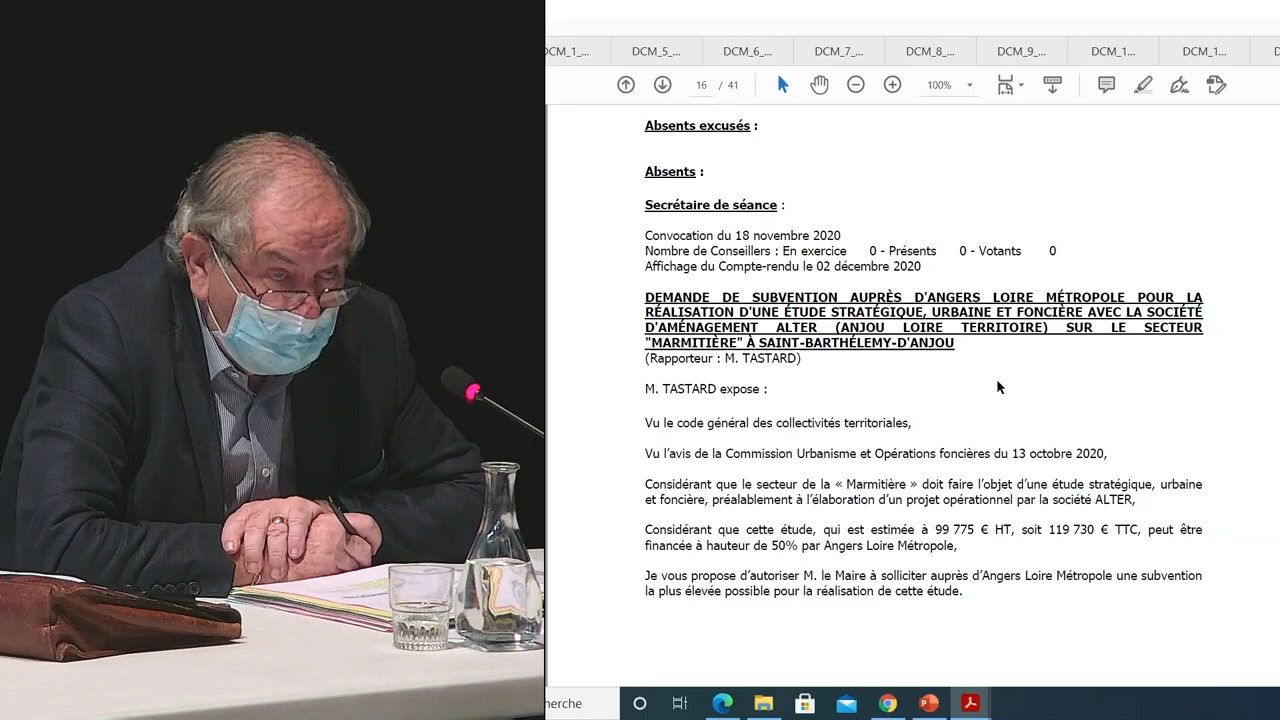 DCM_1_...
DCM_5_...
DCM_6_...
DCM_7_...
DCM_8_...
DCM_9_...
DCM_1...
DCM_1...
16 / 41
100%
Absents excusés :
Absents :
Secrétaire de séance :
Convocation du 18 novembre 2020
Nombre de Conseillers : En exercice 0 - Présents 0 - Votants 0
Affichage du Compte-rendu le 02 décembre 2020
DEMANDE DE SUBVENTION AUPRÈS D'ANGERS LOIRE MÉTROPOLE POUR LA
RÉALISATION D'UNE ÉTUDE STRATÉGIQUE, URBAINE ET FONCIÈRE AVEC LA SOCIÉTÉ
D'AMÉNAGEMENT ALTER (ANJOU LOIRE TERRITOIRE) SUR LE SECTEUR
"MARMITIÈRE" À SAINT-BARTHÉLEMY-D'ANJOU
(Rapporteur : M. TASTARD)
M. TASTARD expose :
Vu le code général des collectivités territoriales,
Vu l'avis de la Commission Urbanisme et Opérations foncières du 13 octobre 2020,
Considérant que le secteur de la « Marmitière » doit faire l'objet d'une étude stratégique, urbaine
et foncière, préalablement à l'élaboration d'un projet opérationnel par la société ALTER,
Considérant que cette étude, qui est estimée à 99 775 € HT, soit 119 730 € TTC, peut être
financée à hauteur de 50% par Angers Loire Métropole,
Je vous propose d'autoriser M. le Maire à solliciter auprès d'Angers Loire Métropole une subvention
la plus élevée possible pour la réalisation de cette étude.
herche